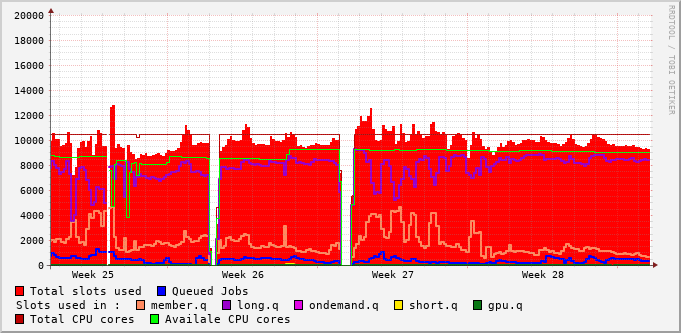 20000
18000
16000
14000
12000
10000
8000
6000
4000
2000
0
Week 25 Week 26 Week 27 Week 28
Total slots used Queued Jobs
Slots used in : member.q long.q ondemand.q short.q gpu.q
Total CPU cores Availale CPU cores
RRDTOOL / TOBI OETIKER